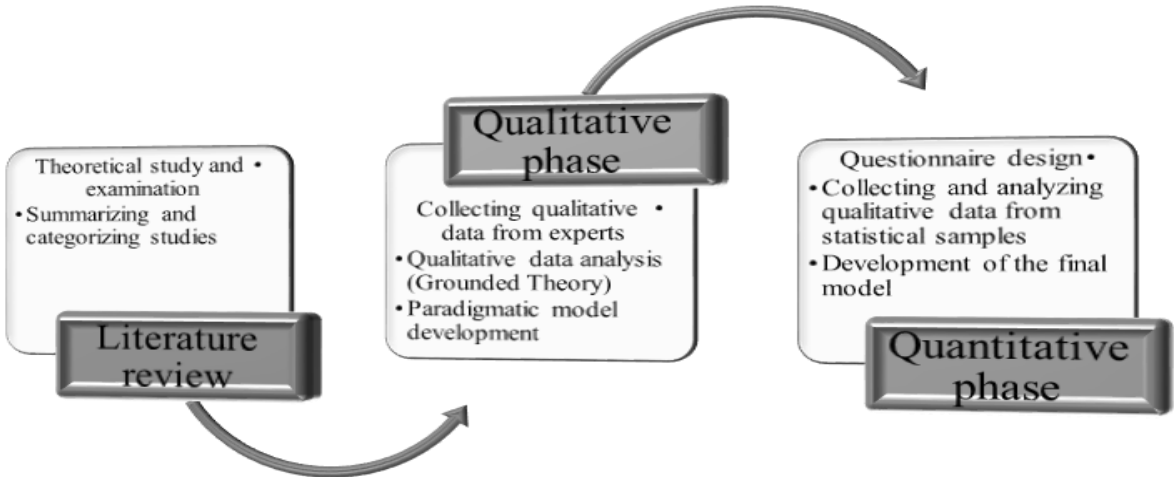 Theoretical study and •
examination
• Summarizing and
categorizing studies
Literature
review
Qualitative
phase
Collecting qualitative •
data from experts
• Qualitative data analysis
(Grounded Theory)
• Paradigmatic model
development
Questionnaire design •
• Collecting and analyzing
qualitative data from
statistical samples
• Development of the final
model
Quantitative
phase